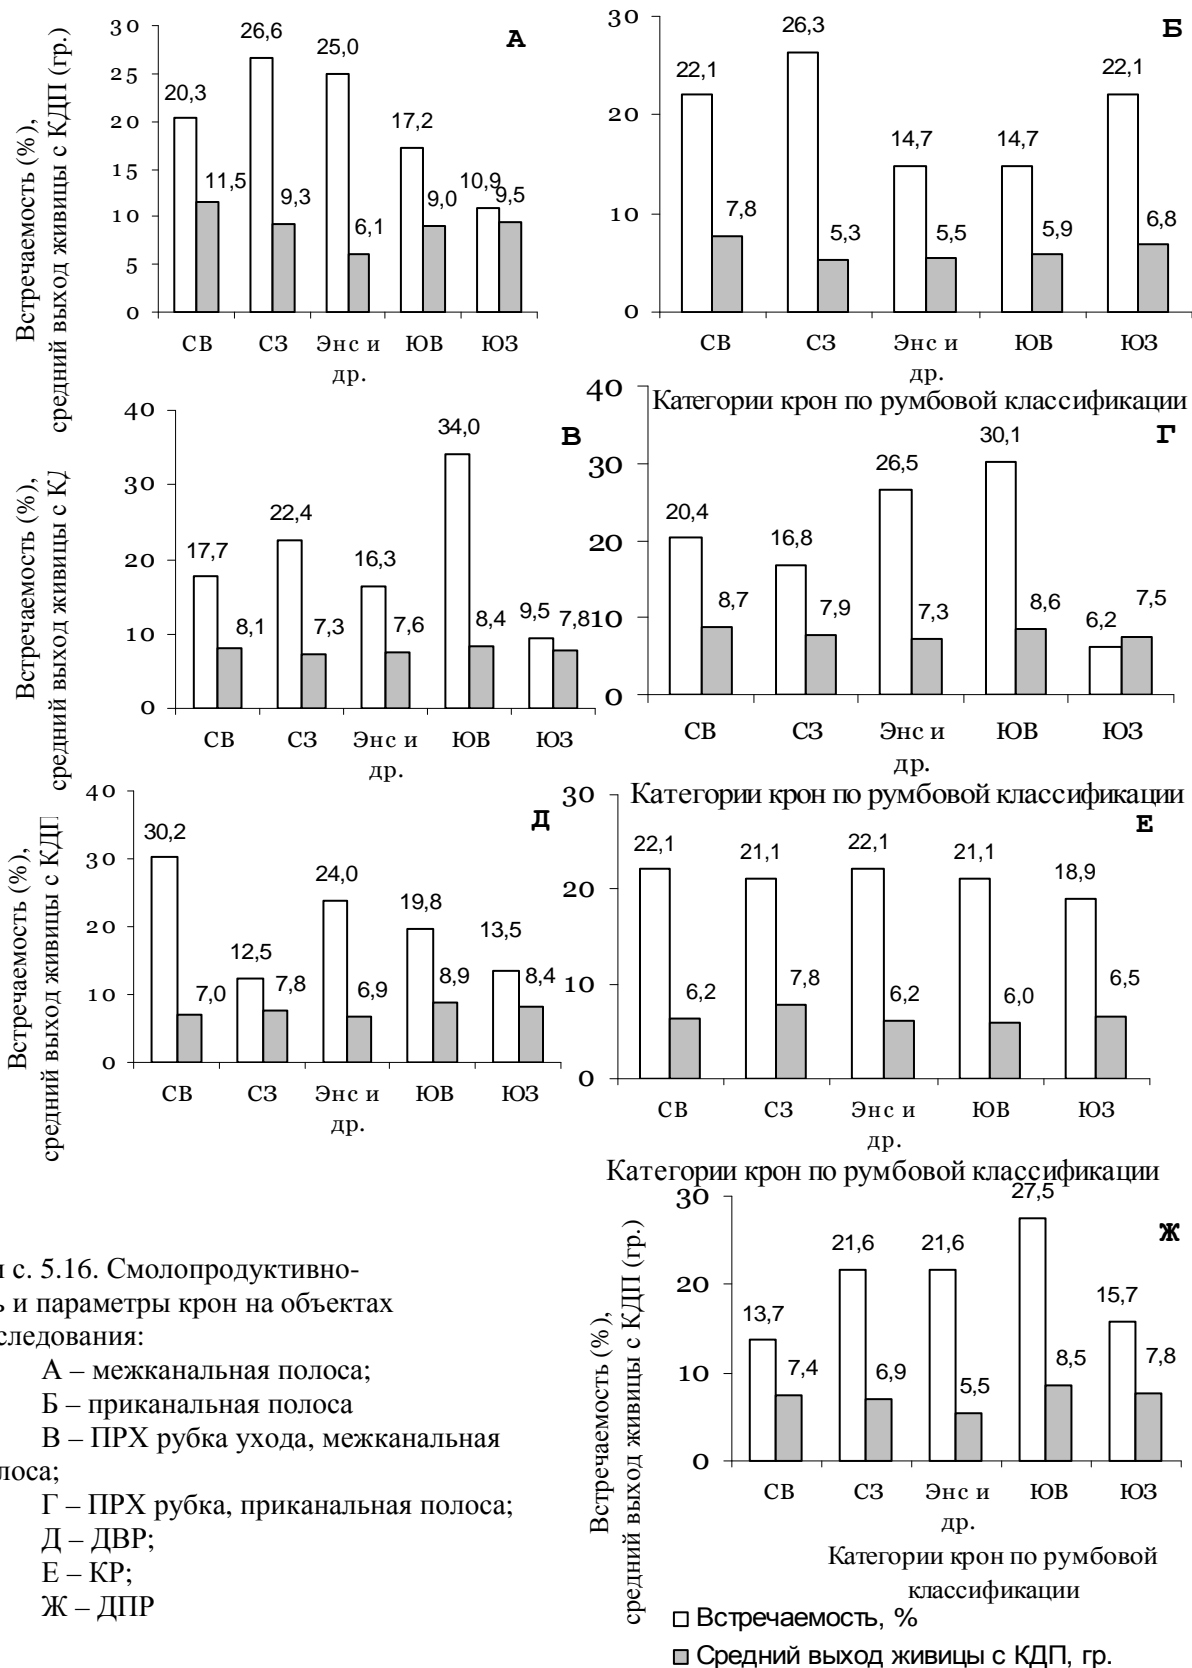 А
Встречаемость (%),
средний выход живицы с КДП (гр.)
30
25
20
15
10
5
0
20,3
26,6
25,0
17,2
10,9
11,5
9,3
6,1
9,0
9,5
СВ СЗ Энс и ЮВ ЮЗ
др.
Б
30
20
10
0
22,1
26,3
14,7
14,7
22,1
7,8
5,3
5,5
5,9
6,8
СВ СЗ Энс и ЮВ ЮЗ
др.
Категории крон по румбовой классификации
В
Встречаемость (%),
средний выход живицы с
40
30
20
10
0
17,7
22,4
16,3
34,0
9,5
8,1
7,3
7,6
8,4
7,8
СВ СЗ Энс и ЮВ ЮЗ
др.
Г
40
30
20
10
0
20,4
16,8
26,5
30,1
6,2
8,7
7,9
7,3
8,6
7,5
СВ СЗ Энс и ЮВ ЮЗ
др.
Категории крон по румбовой классификации
Д
Встречаемость (%),
средний выход живицы с КДП
40
30
20
10
0
30,2
12,5
24,0
19,8
13,5
7,0
7,8
6,9
8,9
8,4
СВ СЗ Энс и ЮВ ЮЗ
др.
Е
30
20
10
0
22,1
21,1
22,1
21,1
18,9
6,2
7,8
6,2
6,0
6,5
СВ СЗ Энс и ЮВ ЮЗ
др.
Категории крон по румбовой классификации
Ж
Встречаемость (%),
средний выход живицы с КДП (гр.)
30
20
10
0
13,7
21,6
21,6
27,5
15,7
7,4
6,9
5,5
8,5
7,8
СВ СЗ Энс и ЮВ ЮЗ
др.
Категории крон по румбовой
классификации
Встречаемость, %
Средний выход живицы с КДП, гр.
с. 5.16. Смолопродуктивно-
ь и параметры крон на объектах
следования:
А – межканальная полоса;
Б – приканальная полоса
В – ПРХ рубка ухода, межканальная
лоса;
Г – ПРХ рубка, приканальная полоса;
Д – ДВР;
Е – КР;
Ж – ДПР